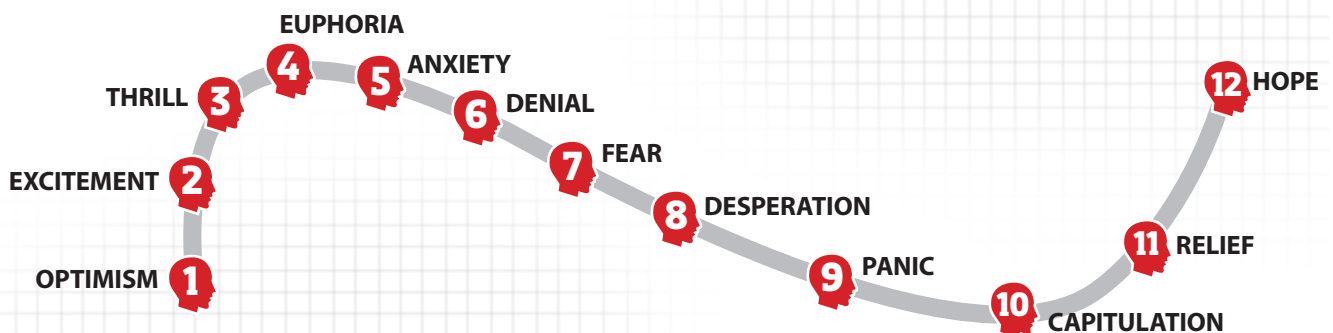 1 OPTIMISM
2 EXCITEMENT
3 THRILL
4 EUPHORIA
5 ANXIETY
6 DENIAL
7 FEAR
8 DESPERATION
9 PANIC
10 CAPITULATION
11 RELIEF
12 HOPE